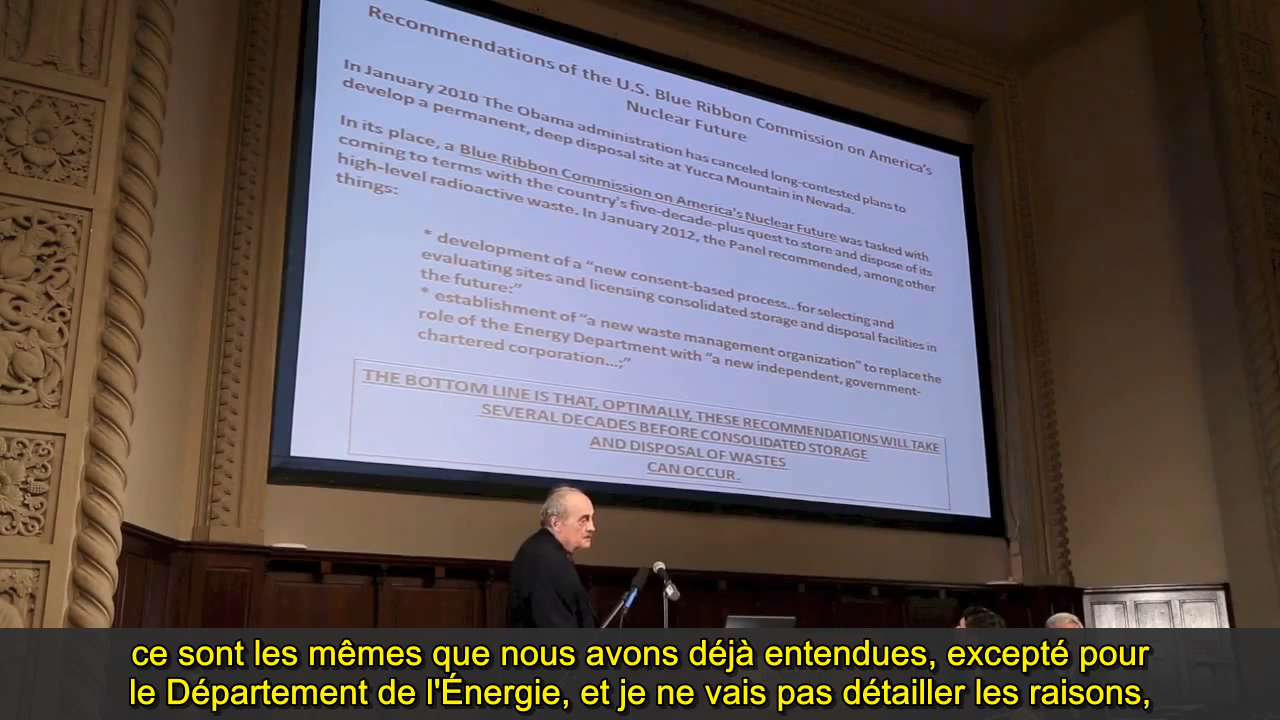 Recommendations of the U.S. Blue Ribbon Commission on America's
Nuclear Future
In January 2010 The Obama administration has canceled long-contested plans to
develop a permanent, deep disposal site at Yucca Mountain in Nevada.
In its place, a Blue Ribbon Commission on America's Nuclear Future was tasked with
coming to terms with the country's five-decade-plus quest to store and dispose of its
high-level radioactive waste. In January 2012, the Panel recommended, among other
things:
* development of a "new consent-based process.. for selecting and
evaluating sites and licensing consolidated storage and disposal facilities in
the future:"
* establishment of "a new waste management organization" to replace the
role of the Energy Department with "a new independent, government-
chartered corporation...;"
THE BOTTOM LINE IS THAT, OPTIMALLY, THESE RECOMMENDATIONS WILL TAKE
SEVERAL DECADES BEFORE CONSOLIDATED STORAGE
AND DISPOSAL OF WASTES
CAN OCCUR.
ce sont les mêmes que nous avons déjà entendues, excepté pour
le Département de l'Énergie, et je ne vais pas détailler les raisons,